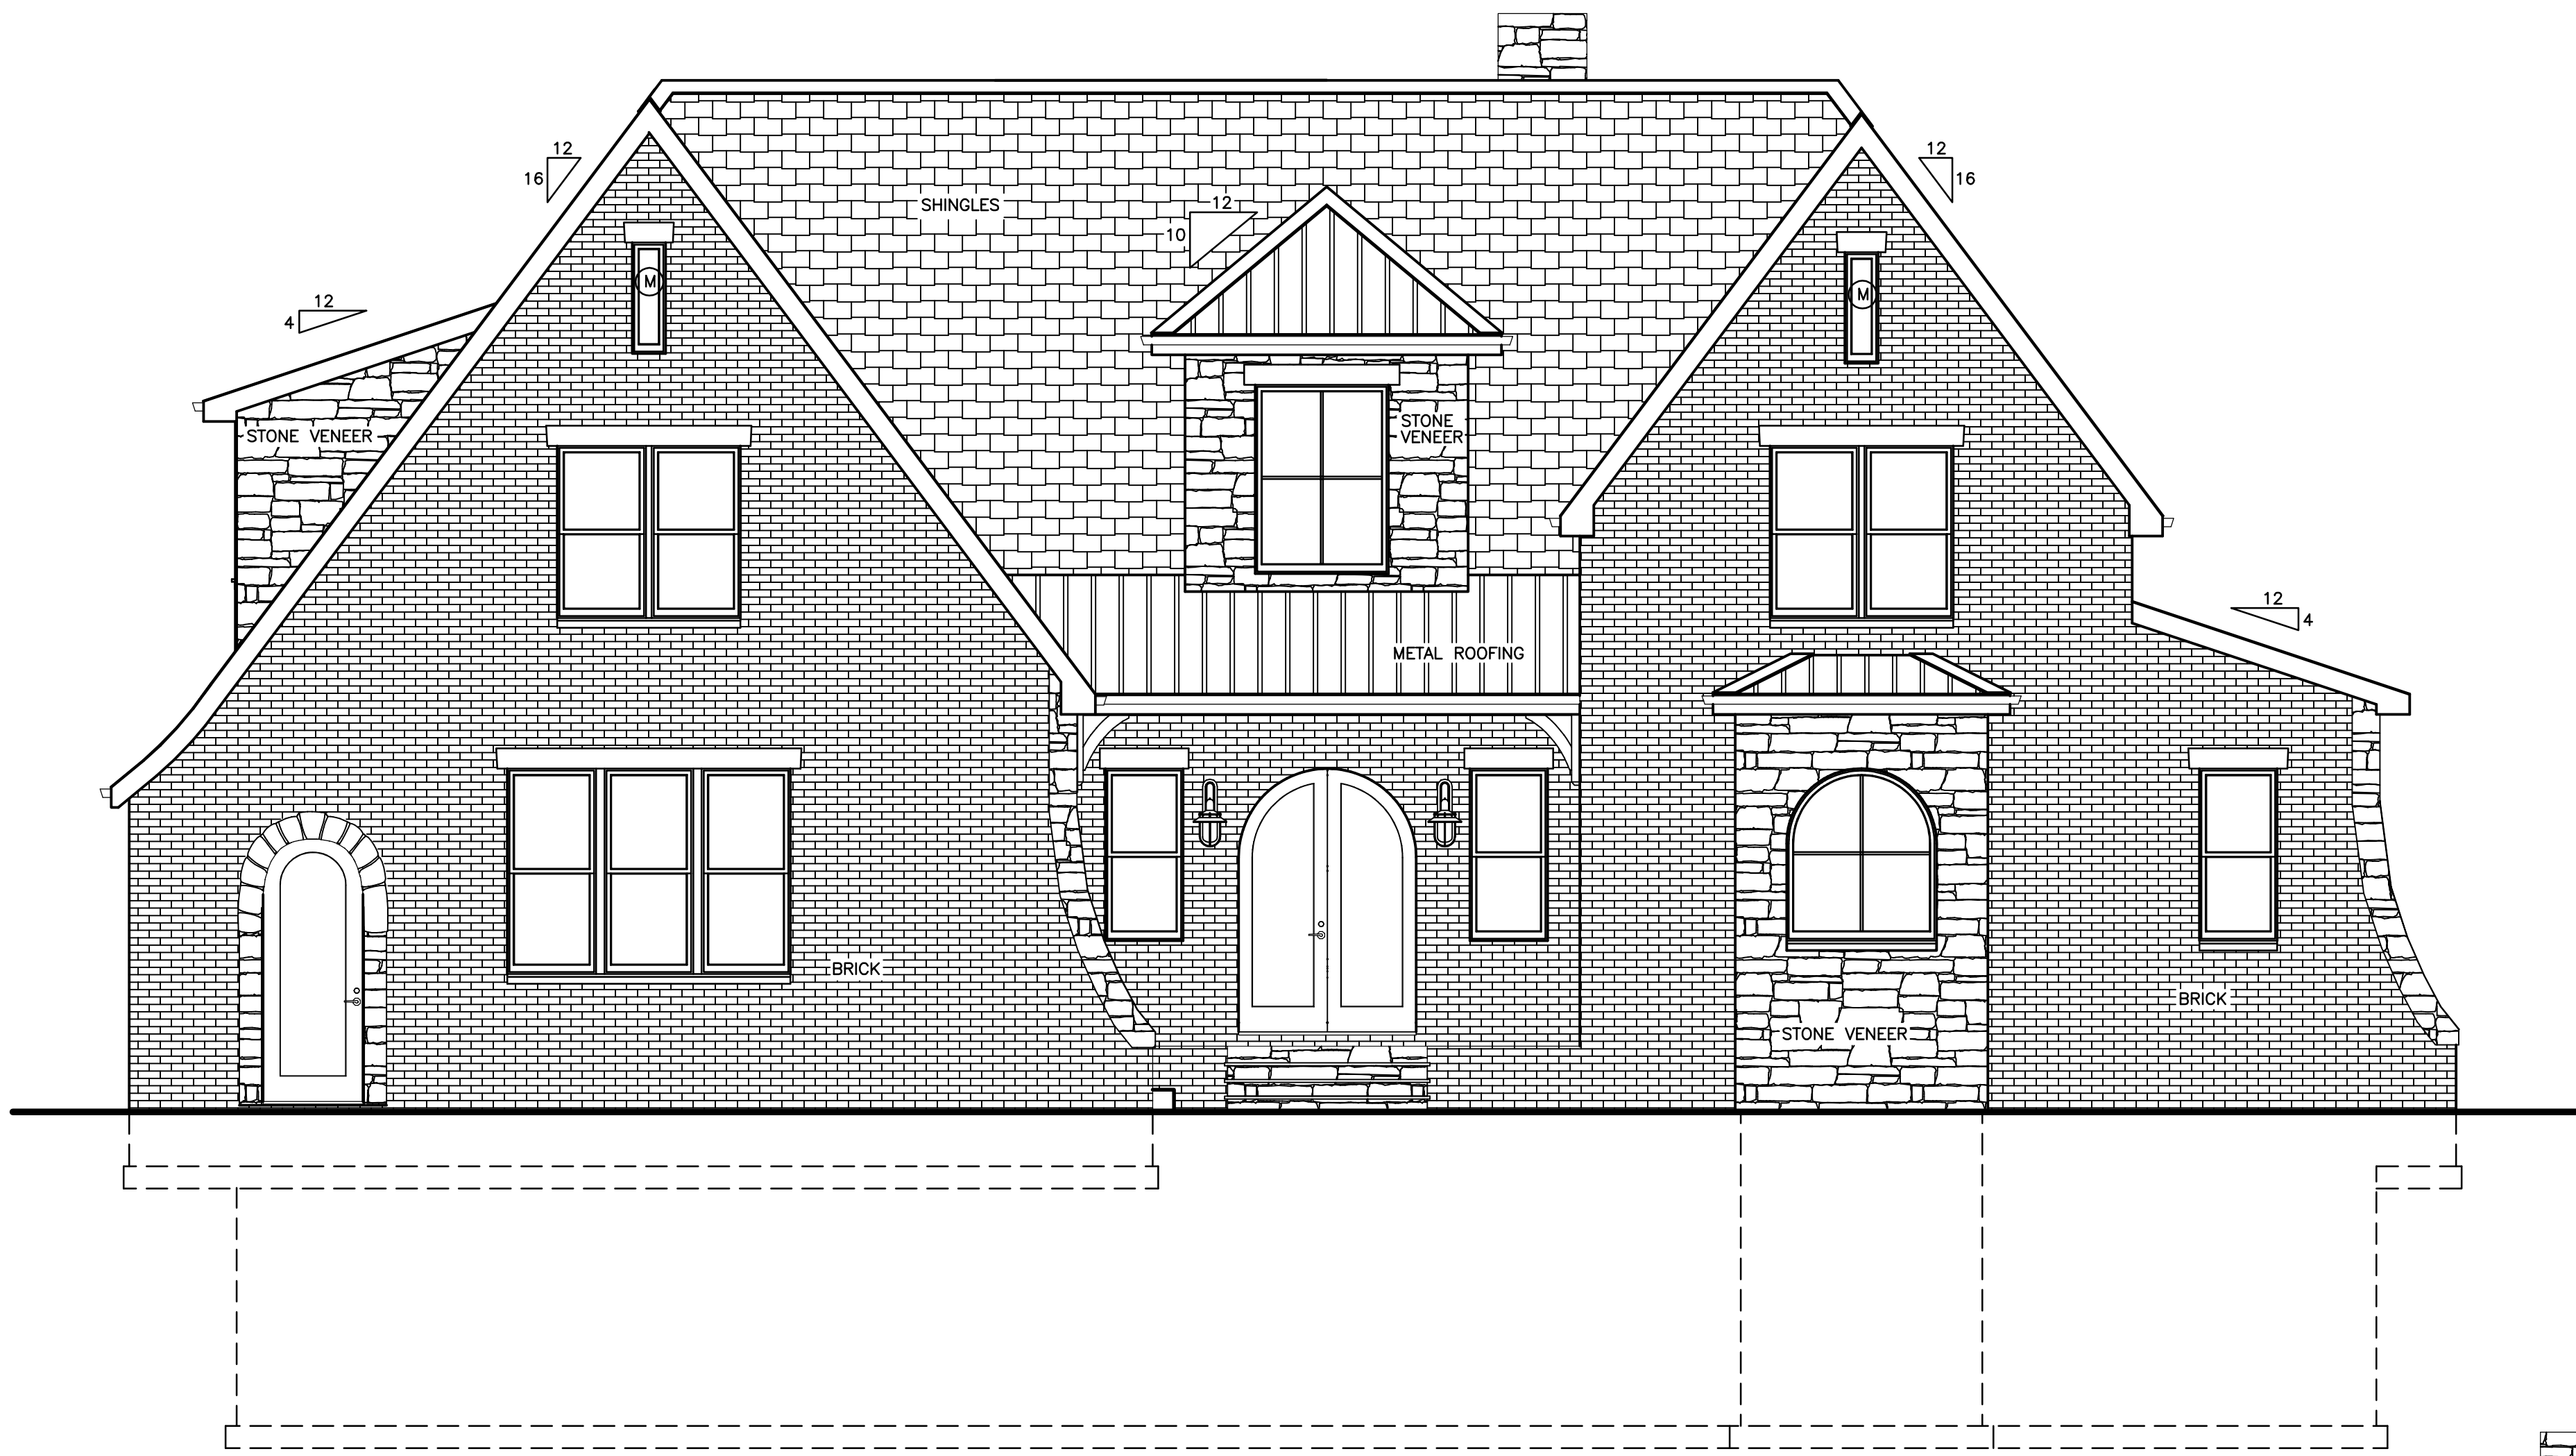 12
16
12
16
SHINGLES
12
10
M
M
12
4
STONE
VENEER
STONE VENEER
12
4
METAL ROOFING
BRICK
BRICK
STONE VENEER